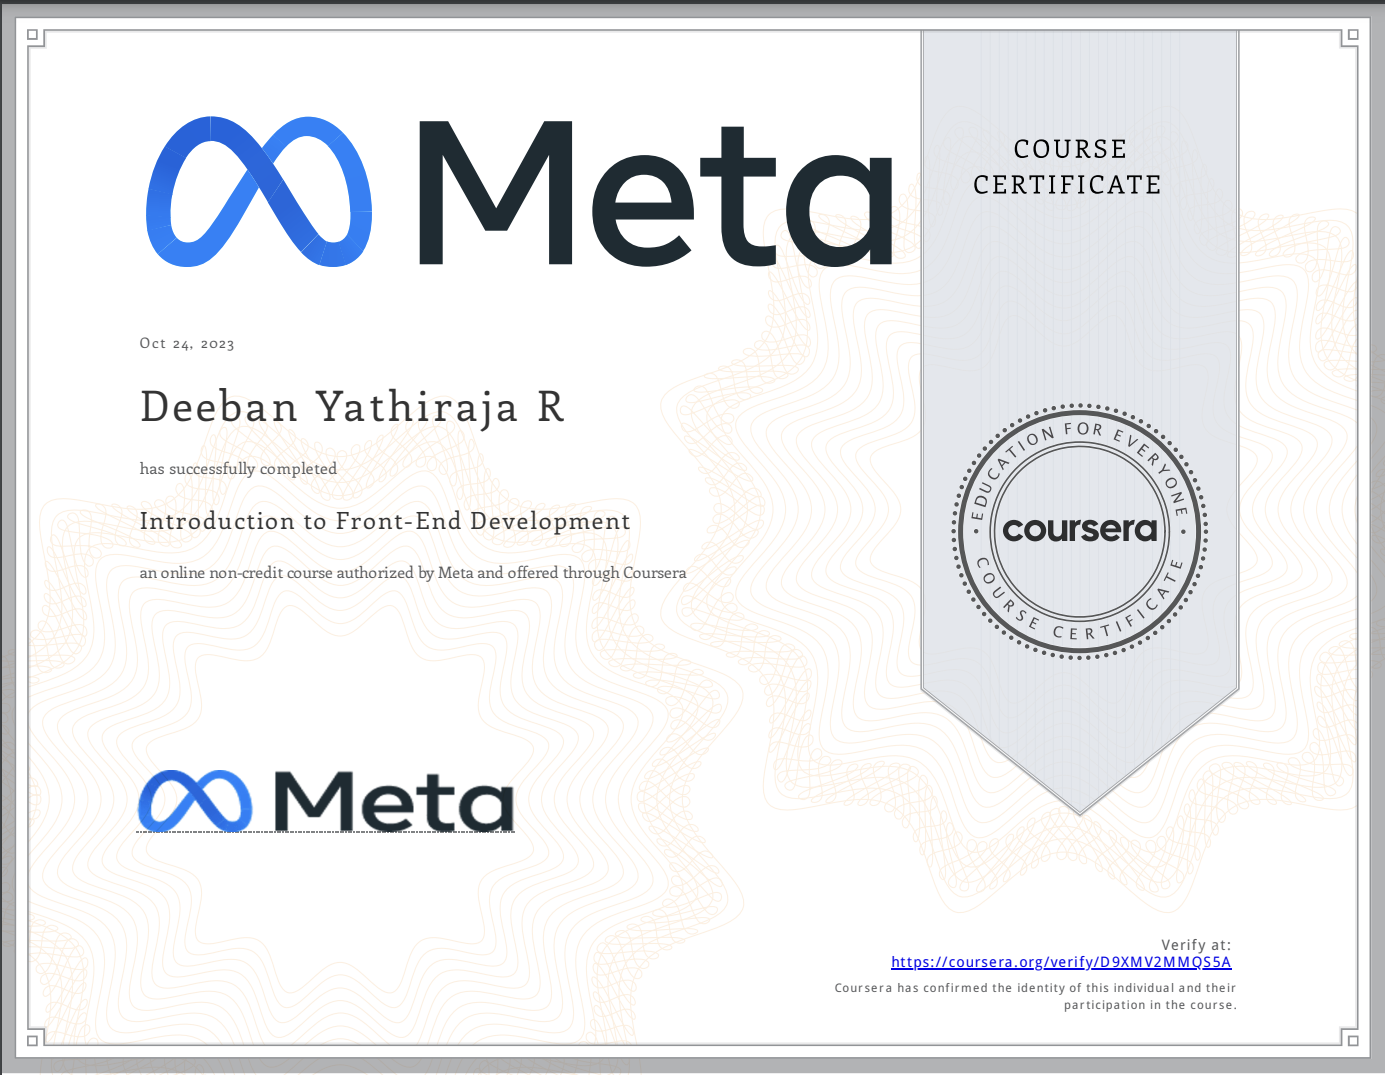 Meta
COURSE
CERTIFICATE
Oct 24, 2023
Deeban Yathiraja R
has successfully completed
Introduction to Front-End Development
an online non-credit course authorized by Meta and offered through Coursera
EDUCATION FOR EVERYONE
coursera
COURSE CERTIFICATE
Meta
Verify at:
https://coursera.org/verify/D9XMV2MMQS5A
Coursera has confirmed the identity of this individual and their
participation in the course.